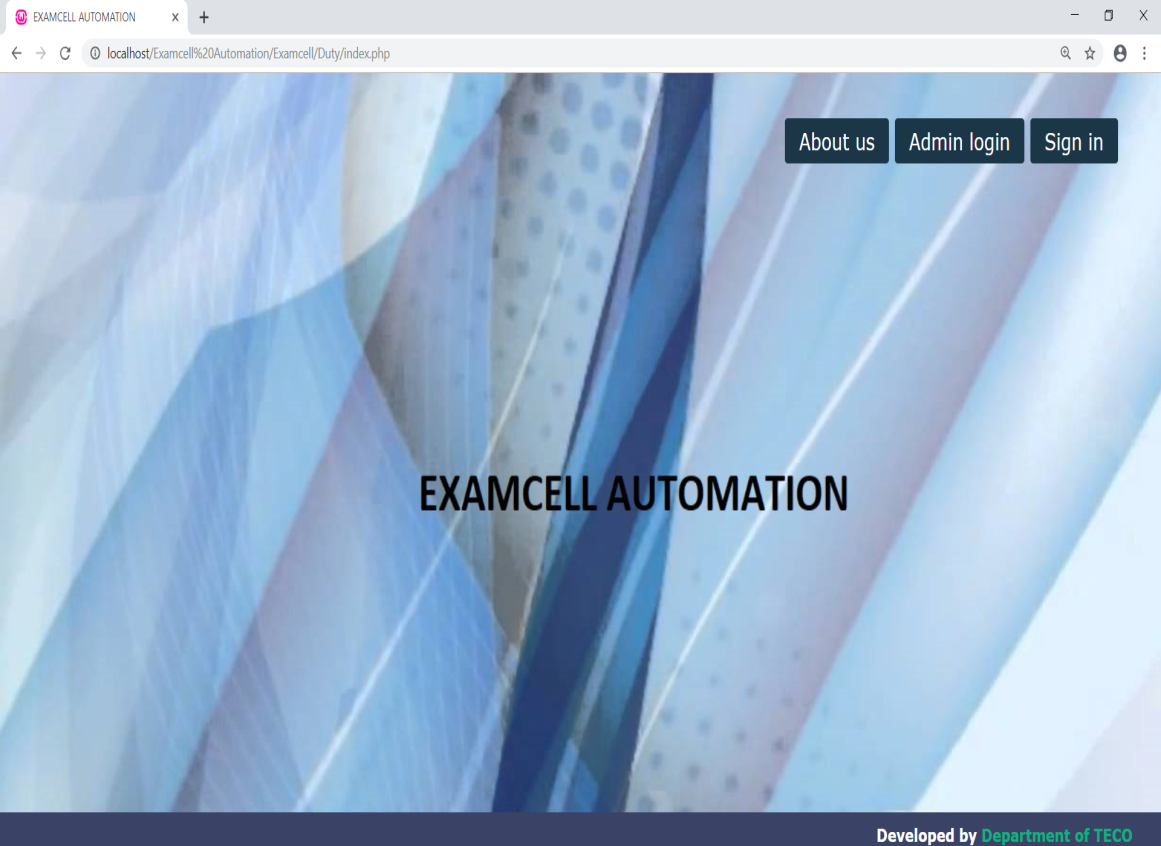 EXAMCELL AUTOMATION
localhost/Examcell%20Automation/Examcell/Duty/index.php
About us Admin login Sign in
EXAMCELL AUTOMATION
Developed by Department of TECO